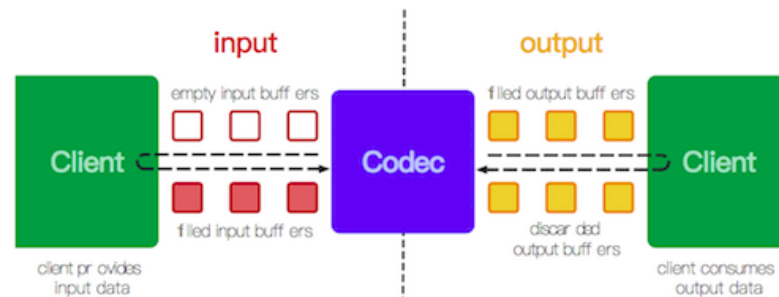 input
output
empty input buff ers
f lled output buff ers
Client
Codec
Client
f lled input buff ers
discar ded
output buff ers
client pr ovides
input data
client consumes
output data